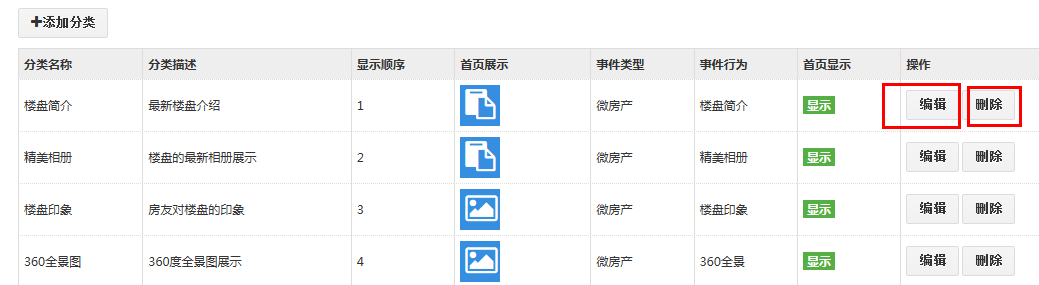 +添加分类
分类名称 分类描述 显示顺序 首页展示 事件类型 事件行为 首页显示 操作
楼盘简介 最新楼盘介绍 1 微房产 楼盘简介 显示 编辑 删除
精美相册 楼盘的最新相册展示 2 微房产 精美相册 显示 编辑 删除
楼盘印象 房友对楼盘的印象 3 微房产 楼盘印象 显示 编辑 删除
360全景图 360度全景图展示 4 微房产 360全景 显示 编辑 删除